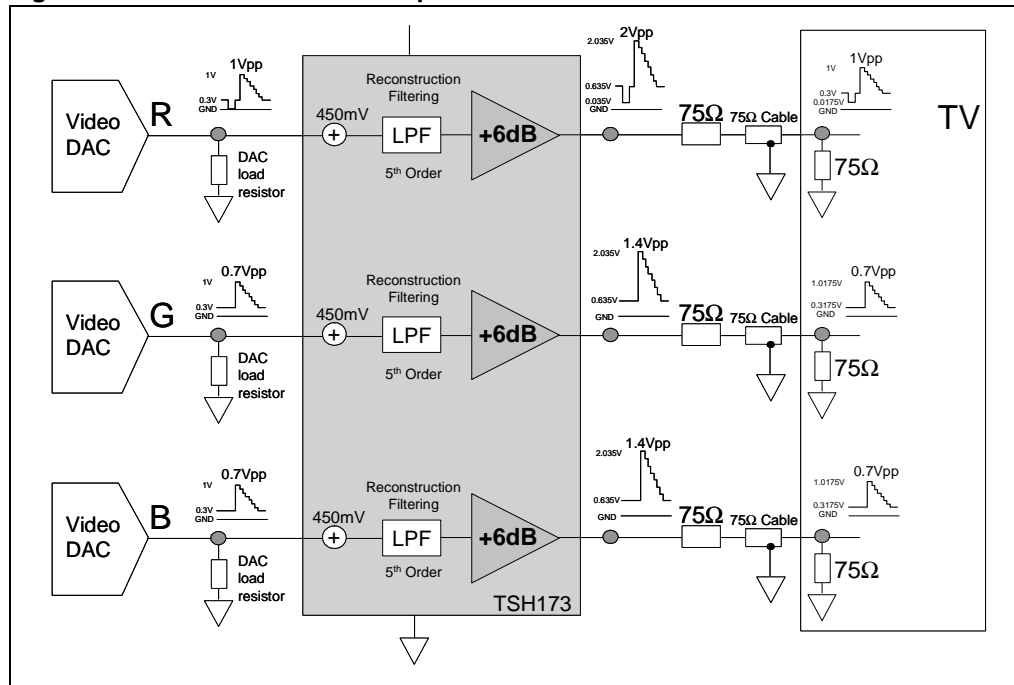 2Vpp
2.035V
0.635V
0.035V
GND
1Vpp
1V
0.3V
GND
Video
DAC
R
DAC
load
resistor
450mV
+
Reconstruction
Filtering
LPF
5th Order
+6dB
75Ω
75Ω Cable
1Vpp
1V
0.3V
0.0175V
GND
TV
75Ω
0.7Vpp
1V
0.3V
GND
Video
DAC
G
DAC
load
resistor
450mV
+
Reconstruction
Filtering
LPF
5th Order
+6dB
1.4Vpp
2.035V
0.635V
GND
75Ω
75Ω Cable
0.7Vpp
1.0175V
0.3175V
GND
75Ω
0.7Vpp
1V
0.3V
GND
Video
DAC
B
DAC
load
resistor
450mV
+
Reconstruction
Filtering
LPF
5th Order
+6dB
TSH173
1.4Vpp
2.035V
0.635V
GND
75Ω
75Ω Cable
0.7Vpp
1.0175V
0.3175V
GND
75Ω